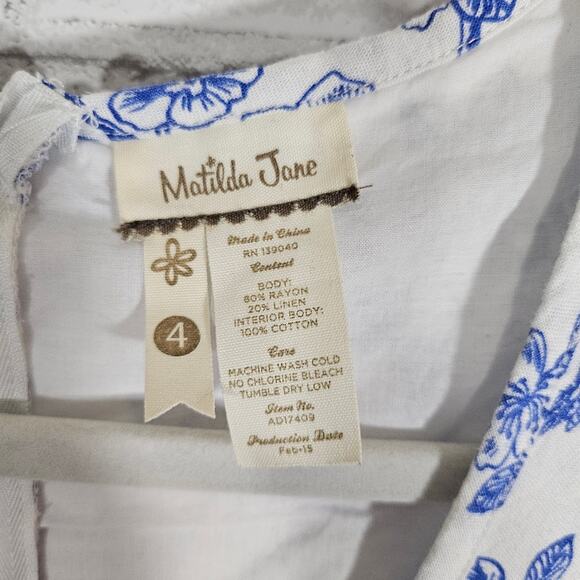 Matilda Jane
4
Made in China
RN 139040
Content
BODY:
80% RAYON
20% LINEN
INTERIOR BODY:
100% COTTON
Care
MACHINE WASH COLD
NO CHLORINE BLEACH
TUMBLE DRY LOW
Item No.
AD17409
Production Date
Feb-15